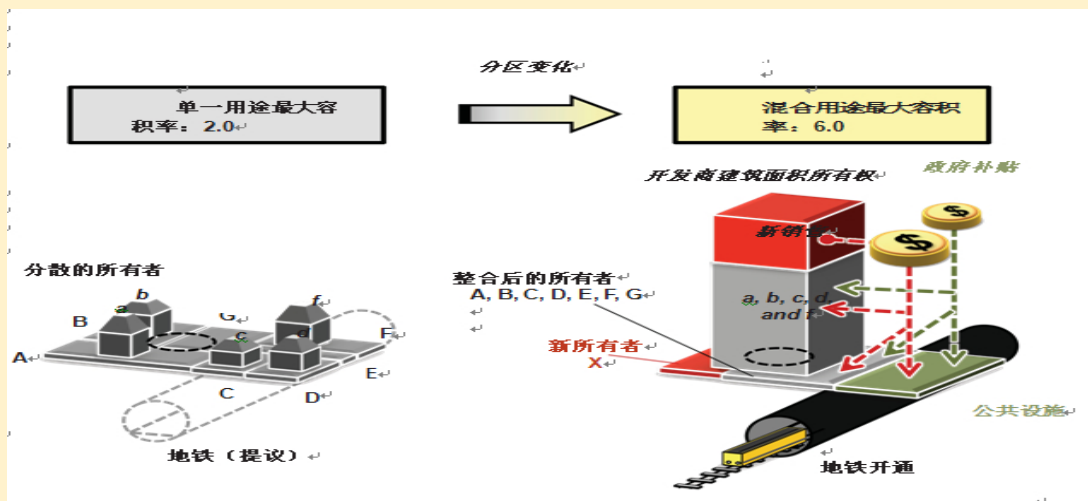 分区变化
单一用途最大容
积率：2.0
混合用途最大容积
率：6.0
政府补贴
开发商建筑面积所有权
$
新销
$
分散的所有者
b
a
f
G
B
c
d
F
A
E
C
D
整合后的所有者
A, B, C, D, E, F, G
a, b, c, d,
and f
新所有者
X
公共设施
地铁（提议）
地铁开通